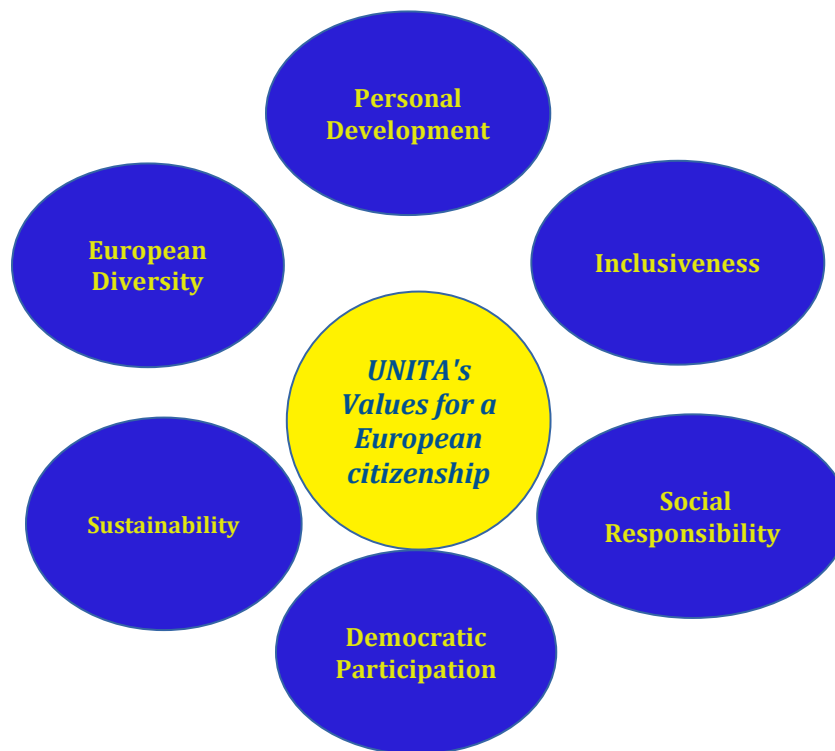 Personal
Development
European
Diversity
Inclusiveness
UNITA's
Values for a
European
citizenship
Sustainability
Social
Responsibility
Democratic
Participation